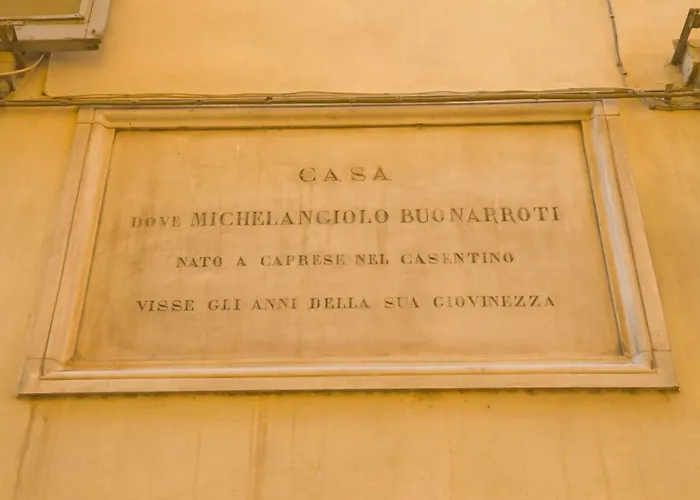 CASA
DOVE MICHELANGIOLO BUONARROTI
NATO A CAPRESE NEL CASENTINO
VISSE GLI ANNI DELLA SUA GIOVINEZZA